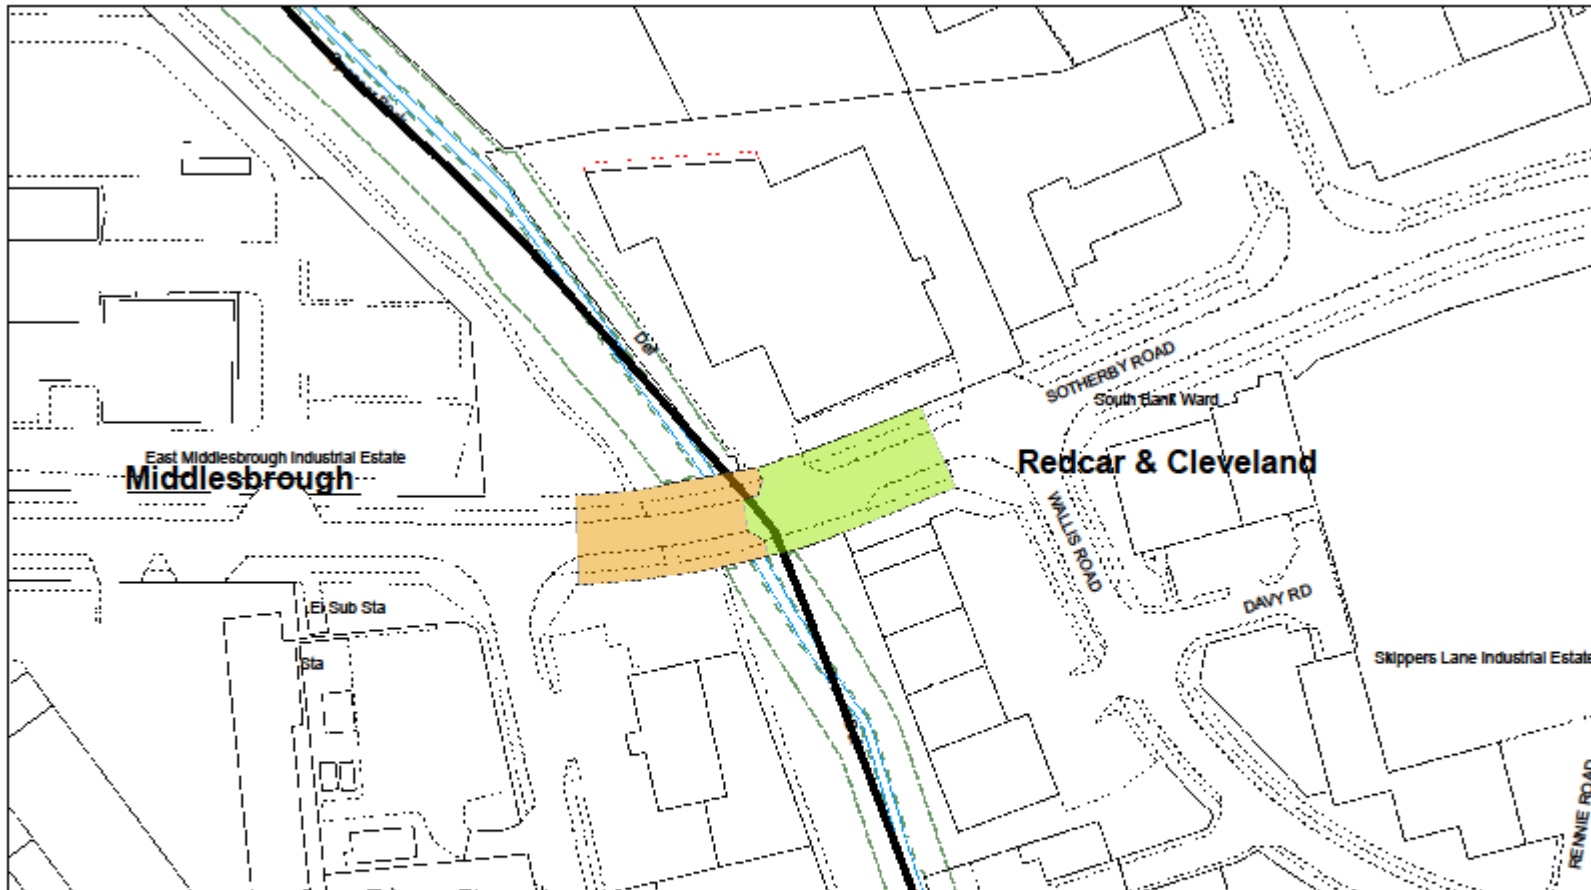 Def
SOTHERBY ROAD
South Bank Ward
East Middlesbrough Industrial Estate
Middlesbrough
Redcar & Cleveland
WALLIS ROAD
El Sub Sta
DAVY RD
Sta
Skippers Lane Industrial Estate
RENNIE ROAD